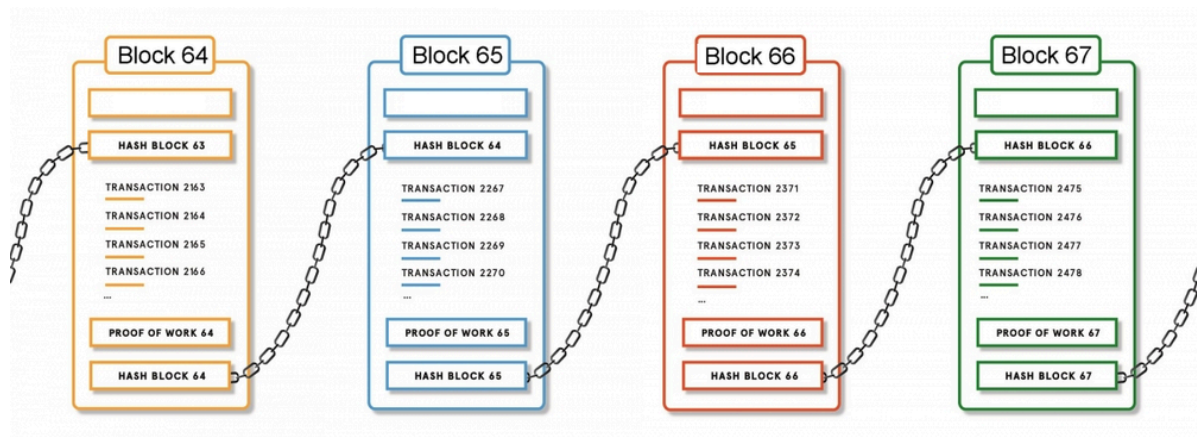 Block 64
HASH BLOCK 63
TRANSACTION 2163
TRANSACTION 2164
TRANSACTION 2165
TRANSACTION 2166
...
PROOF OF WORK 64
HASH BLOCK 64
Block 65
HASH BLOCK 64
TRANSACTION 2267
TRANSACTION 2268
TRANSACTION 2269
TRANSACTION 2270
...
PROOF OF WORK 65
HASH BLOCK 65
Block 66
HASH BLOCK 65
TRANSACTION 2371
TRANSACTION 2372
TRANSACTION 2373
TRANSACTION 2374
...
PROOF OF WORK 66
HASH BLOCK 66
Block 67
HASH BLOCK 66
TRANSACTION 2475
TRANSACTION 2476
TRANSACTION 2477
TRANSACTION 2478
...
PROOF OF WORK 67
HASH BLOCK 67